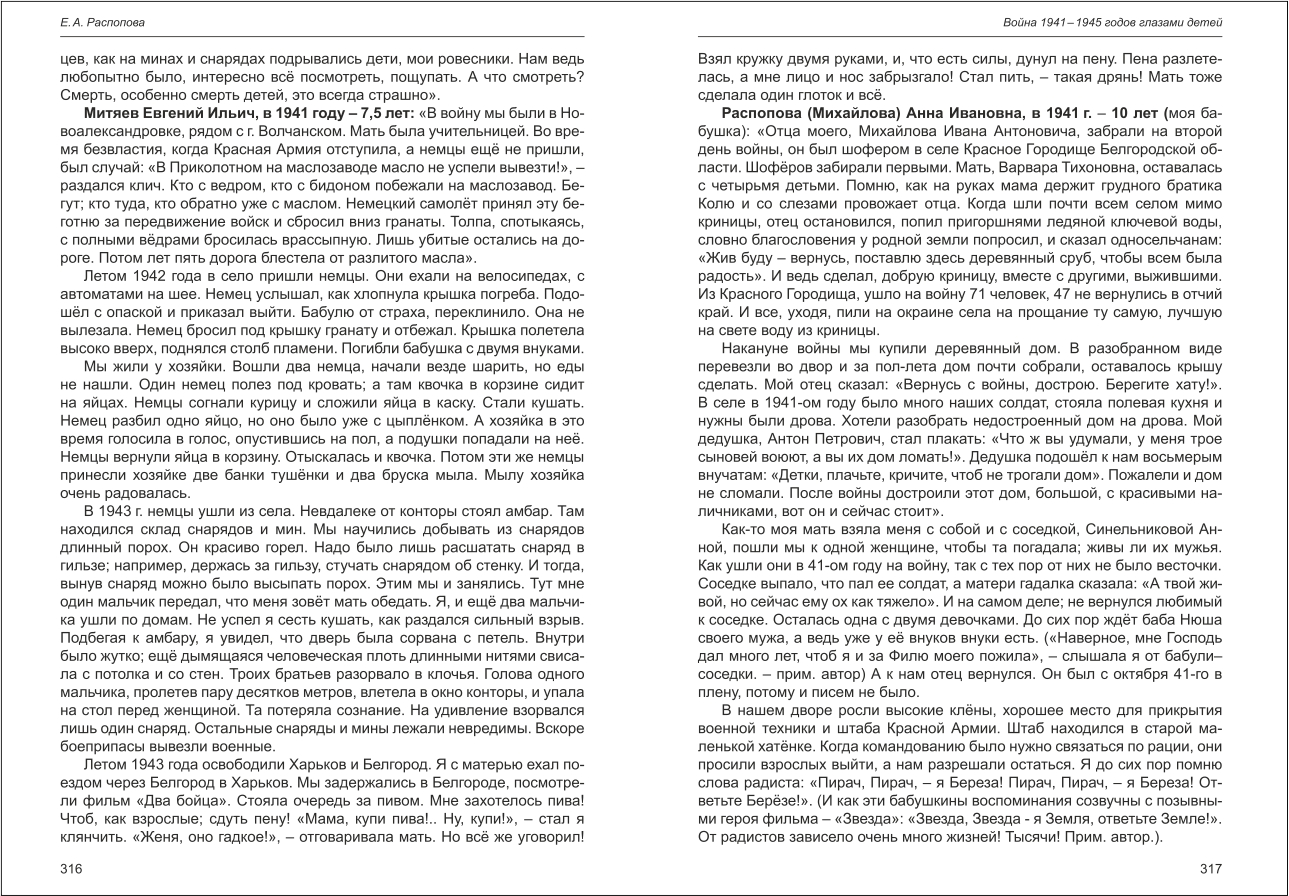 Е. А. Распопова
цев, как на минах и снарядах подрывались дети, мои ровесники. Нам ведь
любопытно было, интересно всё посмотреть, пощупать. А что смотреть?
Смерть, особенно смерть детей, это всегда страшно».
Митяев Евгений Ильич, в 1941 году – 7,5 лет: «В войну мы были в Но-
воалександровке, рядом с г. Волчанском. Мать была учительницей. Во вре-
мя безвластия, когда Красная Армия отступила, а немцы ещё не пришли,
был случай: «В Приколотном на маслозаводе масло не успели вывезти!», –
раздался клич. Кто с ведром, кто с бидоном побежали на маслозавод. Бе-
гут; кто туда, кто обратно уже с маслом. Немецкий самолёт принял эту бе-
готню за передвижение войск и сбросил вниз гранаты. Толпа, спотыкаясь,
с полными вёдрами бросилась врассыпную. Лишь убитые остались на до-
роге. Потом лет пять дорога блестела от разлитого масла».
Летом 1942 года в село пришли немцы. Они ехали на велосипедах, с
автоматами на шее. Немец услышал, как хлопнула крышка погреба. Подо-
шёл с опаской и приказал выйти. Бабулю от страха, переклинило. Она не
вылезала. Немец бросил под крышку гранату и отбежал. Крышка полетела
высоко вверх, поднялся столб пламени. Погибли бабушка с двумя внуками.
Мы жили у хозяйки. Вошли два немца, начали везде шарить, но еды
не нашли. Один немец полез под кровать; а там квочка в корзине сидит
на яйцах. Немцы согнали курицу и сложили яйца в каску. Стали кушать.
Немец разбил одно яйцо, но оно было уже с цыплёнком. А хозяйка в это
время голосила в голос, опустившись на пол, а подушки попадали на неё.
Немцы вернули яйца в корзину. Отыскалась и квочка. Потом эти же немцы
принесли хозяйке две банки тушёнки и два бруска мыла. Мылу хозяйка
очень радовалась.
В 1943 г. немцы ушли из села. Невдалеке от конторы стоял амбар. Там
находился склад снарядов и мин. Мы научились добывать из снарядов
длинный порох. Он красиво горел. Надо было лишь расшатать снаряд в
гильзе; например, держась за гильзу, стучать снарядом об стенку. И тогда,
вынув снаряд можно было высыпать порох. Этим мы и занялись. Тут мне
один мальчик передал, что меня зовёт мать обедать. Я, и ещё два мальчи-
ка ушли по домам. Не успел я сесть кушать, как раздался сильный взрыв.
Подбегая к амбару, я увидел, что дверь была сорвана с петель. Внутри
было жутко; ещё дымящаяся человеческая плоть длинными нитями свиса-
ла с потолка и со стен. Троих братьев разорвало в клочья. Голова одного
мальчика, пролетев пару десятков метров, влетела в окно конторы, и упала
на стол перед женщиной. Та потеряла сознание. На удивление взорвался
лишь один снаряд. Остальные снаряды и мины лежали невредимы. Вскоре
боеприпасы вывезли военные.
Летом 1943 года освободили Харьков и Белгород. Я с матерью ехал по-
ездом через Белгород в Харьков. Мы задержались в Белгороде, посмотре-
ли фильм «Два бойца». Стояла очередь за пивом. Мне захотелось пива!
Чтоб, как взрослые; сдуть пену! «Мама, купи пива!.. Ну, купи!», – стал я
клянчить. «Женя, оно гадкое!», – отговаривала мать. Но всё же уговорил!
316
Война 1941–1945 годов глазами детей
Взял кружку двумя руками, и, что есть силы, дунул на пену. Пена разлете-
лась, а мне лицо и нос забрызгало! Стал пить, – такая дрянь! Мать тоже
сделала один глоток и всё.
Распопова (Михайлова) Анна Ивановна, в 1941 г. – 10 лет (моя ба-
бушка): «Отца моего, Михайлова Ивана Антоновича, забрали на второй
день войны, он был шофером в селе Красное Городище Белгородской об-
ласти. Шофёров забирали первыми. Мать, Варвара Тихоновна, оставалась
с четырьмя детьми. Помню, как на руках мама держит грудного братика
Колю и со слезами провожает отца. Когда шли почти всем селом мимо
криницы, отец остановился, попил пригоршнями ледяной ключевой воды,
словно благословения у родной земли попросил, и сказал односельчанам:
«Жив буду – вернусь, поставлю здесь деревянный сруб, чтобы всем была
радость». И ведь сделал, добрую криницу, вместе с другими, выжившими.
Из Красного Городища, ушло на войну 71 человек, 47 не вернулись в отчий
край. И все, уходя, пили на окраине села на прощание ту самую, лучшую
на свете воду из криницы.
Накануне войны мы купили деревянный дом. В разобранном виде
перевезли во двор и за пол-лета дом почти собрали, оставалось крышу
сделать. Мой отец сказал: «Вернусь с войны, дострою. Берегите хату!».
В селе в 1941-ом году было много наших солдат, стояла полевая кухня и
нужны были дрова. Хотели разобрать недостроенный дом на дрова. Мой
дедушка, Антон Петрович, стал плакать: «Что ж вы удумали, у меня трое
сыновей воюют, а вы их дом ломать!». Дедушка подошёл к нам восьмерым
внучатам: «Детки, плачьте, кричите, чтоб не трогали дом». Пожалели и дом
не сломали. После войны достроили этот дом, большой, с красивыми на-
личниками, вот он и сейчас стоит».
Как-то моя мать взяла меня с собой и с соседкой, Синельниковой Ан-
ной, пошли мы к одной женщине, чтобы та погадала; живы ли их мужья.
Как ушли они в 41-ом году на войну, так с тех пор от них не было весточки.
Соседке выпало, что пал ее солдат, а матери гадалка сказала: «А твой жи-
вой, но сейчас ему ох как тяжело». И на самом деле; не вернулся любимый
к соседке. Осталась одна с двумя девочками. До сих пор ждёт баба Нюша
своего мужа, а ведь уже у её внуков внуки есть. («Наверное, мне Господь
дал много лет, чтоб я и за Филю моего пожила», – слышала я от бабули–
соседки. – прим. автор) А к нам отец вернулся. Он был с октября 41-го в
плену, потому и писем не было.
В нашем дворе росли высокие клёны, хорошее место для прикрытия
военной техники и штаба Красной Армии. Штаб находился в старой ма-
ленькой хатёнке. Когда командованию было нужно связаться по рации, они
просили взрослых выйти, а нам разрешали остаться. Я до сих пор помню
слова радиста: «Пирач, Пирач, – я Береза! Пирач, Пирач, – я Береза! От-
ветьте Берёзе!». (И как эти бабушкины воспоминания созвучны с позывны-
ми героя фильма – «Звезда»: «Звезда, Звезда - я Земля, ответьте Земле!».
От радистов зависело очень много жизней! Тысячи! Прим. автор.).
317